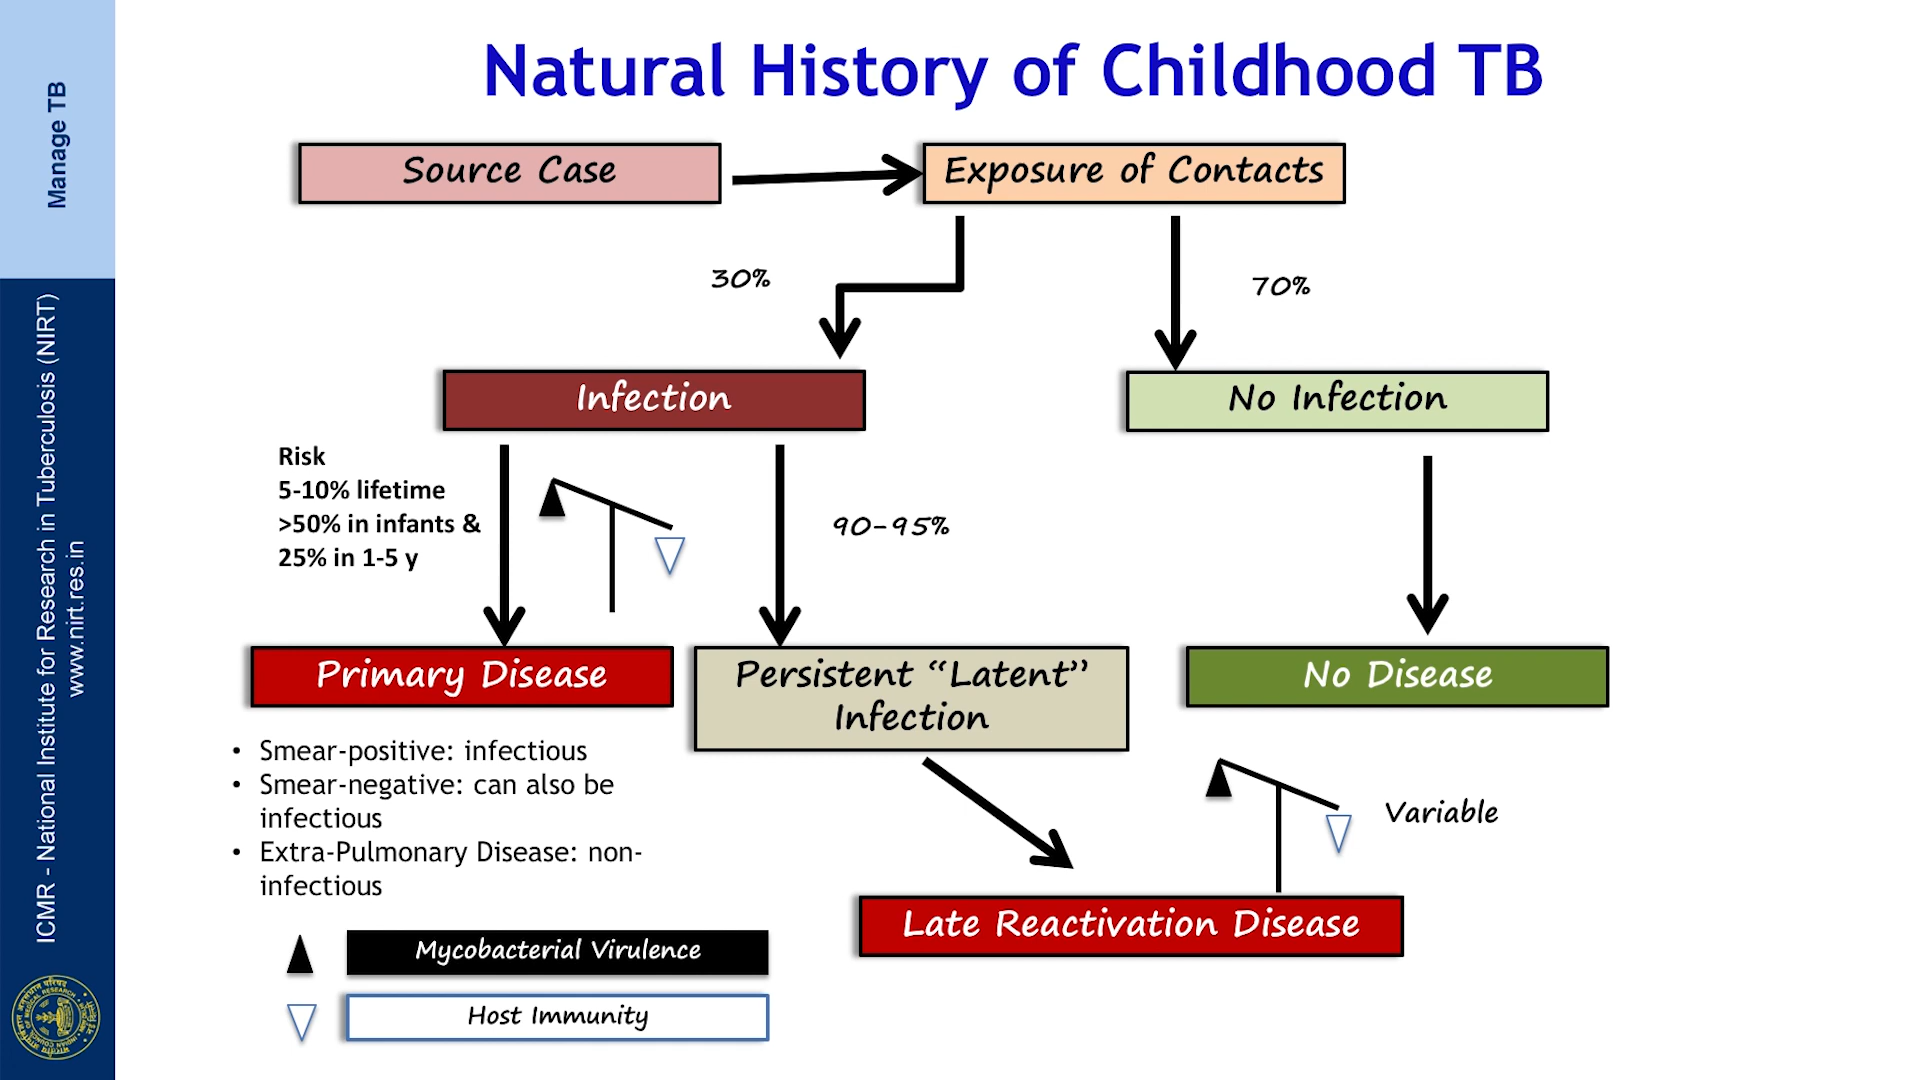 Natural History of Childhood TB
Manage TB
ICMR - National Institute for Research in Tuberculosis (NIRT)
www.nirt.res.in
Source Case
Exposure of Contacts
30%
70%
Infection
No Infection
Risk
5-10% lifetime
>50% in infants &
25% in 1-5 y
90-95%
Primary Disease
Persistent “Latent”
Infection
No Disease
• Smear-positive: infectious
• Smear-negative: can also be
infectious
• Extra-Pulmonary Disease: non-
infectious
Variable
Late Reactivation Disease
Mycobacterial Virulence
Host Immunity